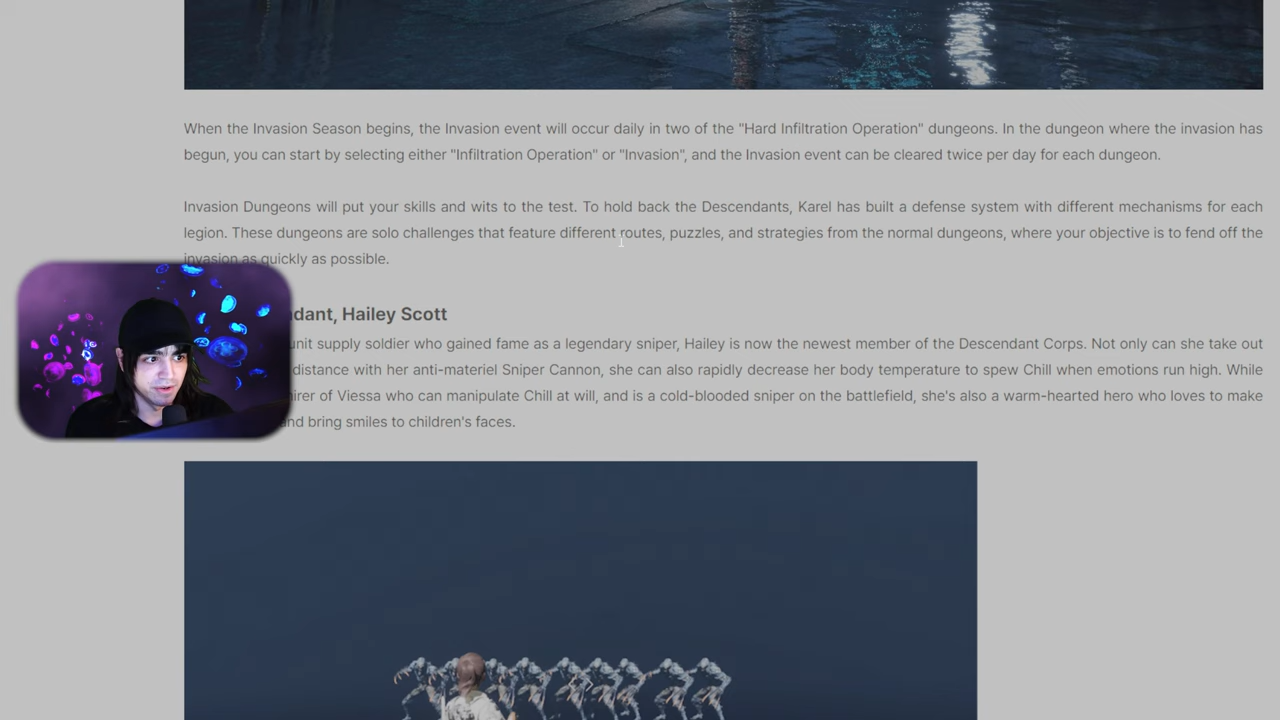 When the Invasion Season begins, the Invasion event will occur daily in two of the "Hard Infiltration Operation" dungeons. In the dungeon where the invasion has
begun, you can start by selecting either "Infiltration Operation" or "Invasion", and the Invasion event can be cleared twice per day for each dungeon.
Invasion Dungeons will put your skills and wits to the test. To hold back the Descendants, Karel has built a defense system with different mechanisms for each
legion. These dungeons are solo challenges that feature different routes, puzzles, and strategies from the normal dungeons, where your objective is to fend off the
invasion as quickly as possible.
dant, Hailey Scott
unit supply soldier who gained fame as a legendary sniper, Hailey is now the newest member of the Descendant Corps. Not only can she take out
distance with her anti-materiel Sniper Cannon, she can also rapidly decrease her body temperature to spew Chill when emotions run high. While
irer of Viessa who can manipulate Chill at will, and is a cold-blooded sniper on the battlefield, she's also a warm-hearted hero who loves to make
and bring smiles to children's faces.